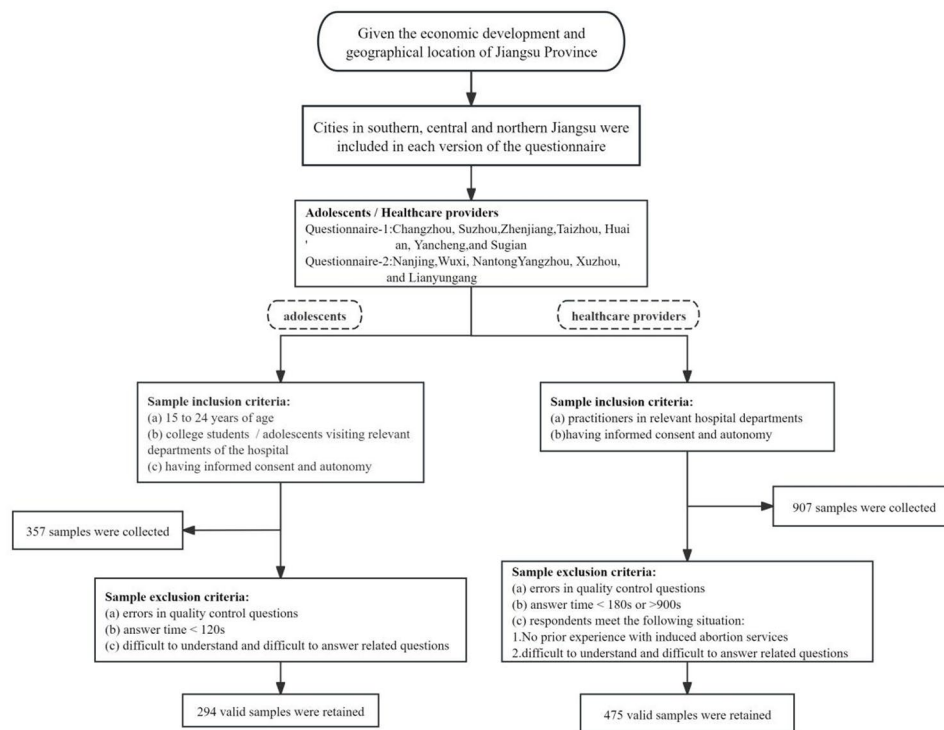 Given the economic development and
geographical location of Jiangsu Province
Cities in southern, central and northern Jiangsu were
included in each version of the questionnaire
Adolescents / Healthcare providers
Questionnaire-1:Changzhou, Suzhou,Zhenjiang,Taizhou, Huai
' an, Yancheng,and Sugian
Questionnaire-2:Nanjing,Wuxi, NantongYangzhou, Xuzhou,
and Lianyungang
adolescents
healthcare providers
Sample inclusion criteria:
(a) 15 to 24 years of age
(b) college students / adolescents visiting relevant
departments of the hospital
(c) having informed consent and autonomy
Sample inclusion criteria:
(a) practitioners in relevant hospital departments
(b)having informed consent and autonomy
357 samples were collected
907 samples were collected
Sample exclusion criteria:
(a) errors in quality control questions
(b) answer time < 120s
(c) difficult to understand and difficult to answer related questions
Sample exclusion criteria:
(a) errors in quality control questions
(b) answer time < 180s or >900s
(c) respondents meet the following situation:
1.No prior experience with induced abortion services
2.difficult to understand and difficult to answer related questions
294 valid samples were retained
475 valid samples were retained